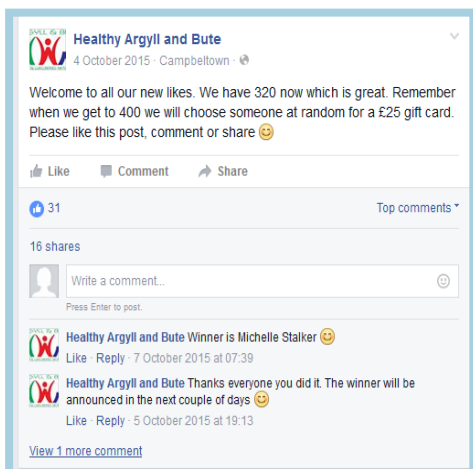 Healthy Argyll and Bute
4 October 2015 · Campbeltown ·
Welcome to all our new likes. We have 320 now which is great. Remember
when we get to 400 we will choose someone at random for a £25 gift card.
Please like this post, comment or share
Like Comment Share
31 Top comments
16 shares
Write a comment...
Press Enter to post.
Healthy Argyll and Bute Winner is Michelle Stalker
Like · Reply · 7 October 2015 at 07:39
Healthy Argyll and Bute Thanks everyone you did it. The winner will be
announced in the next couple of days
Like · Reply · 5 October 2015 at 19:13
View 1 more comment